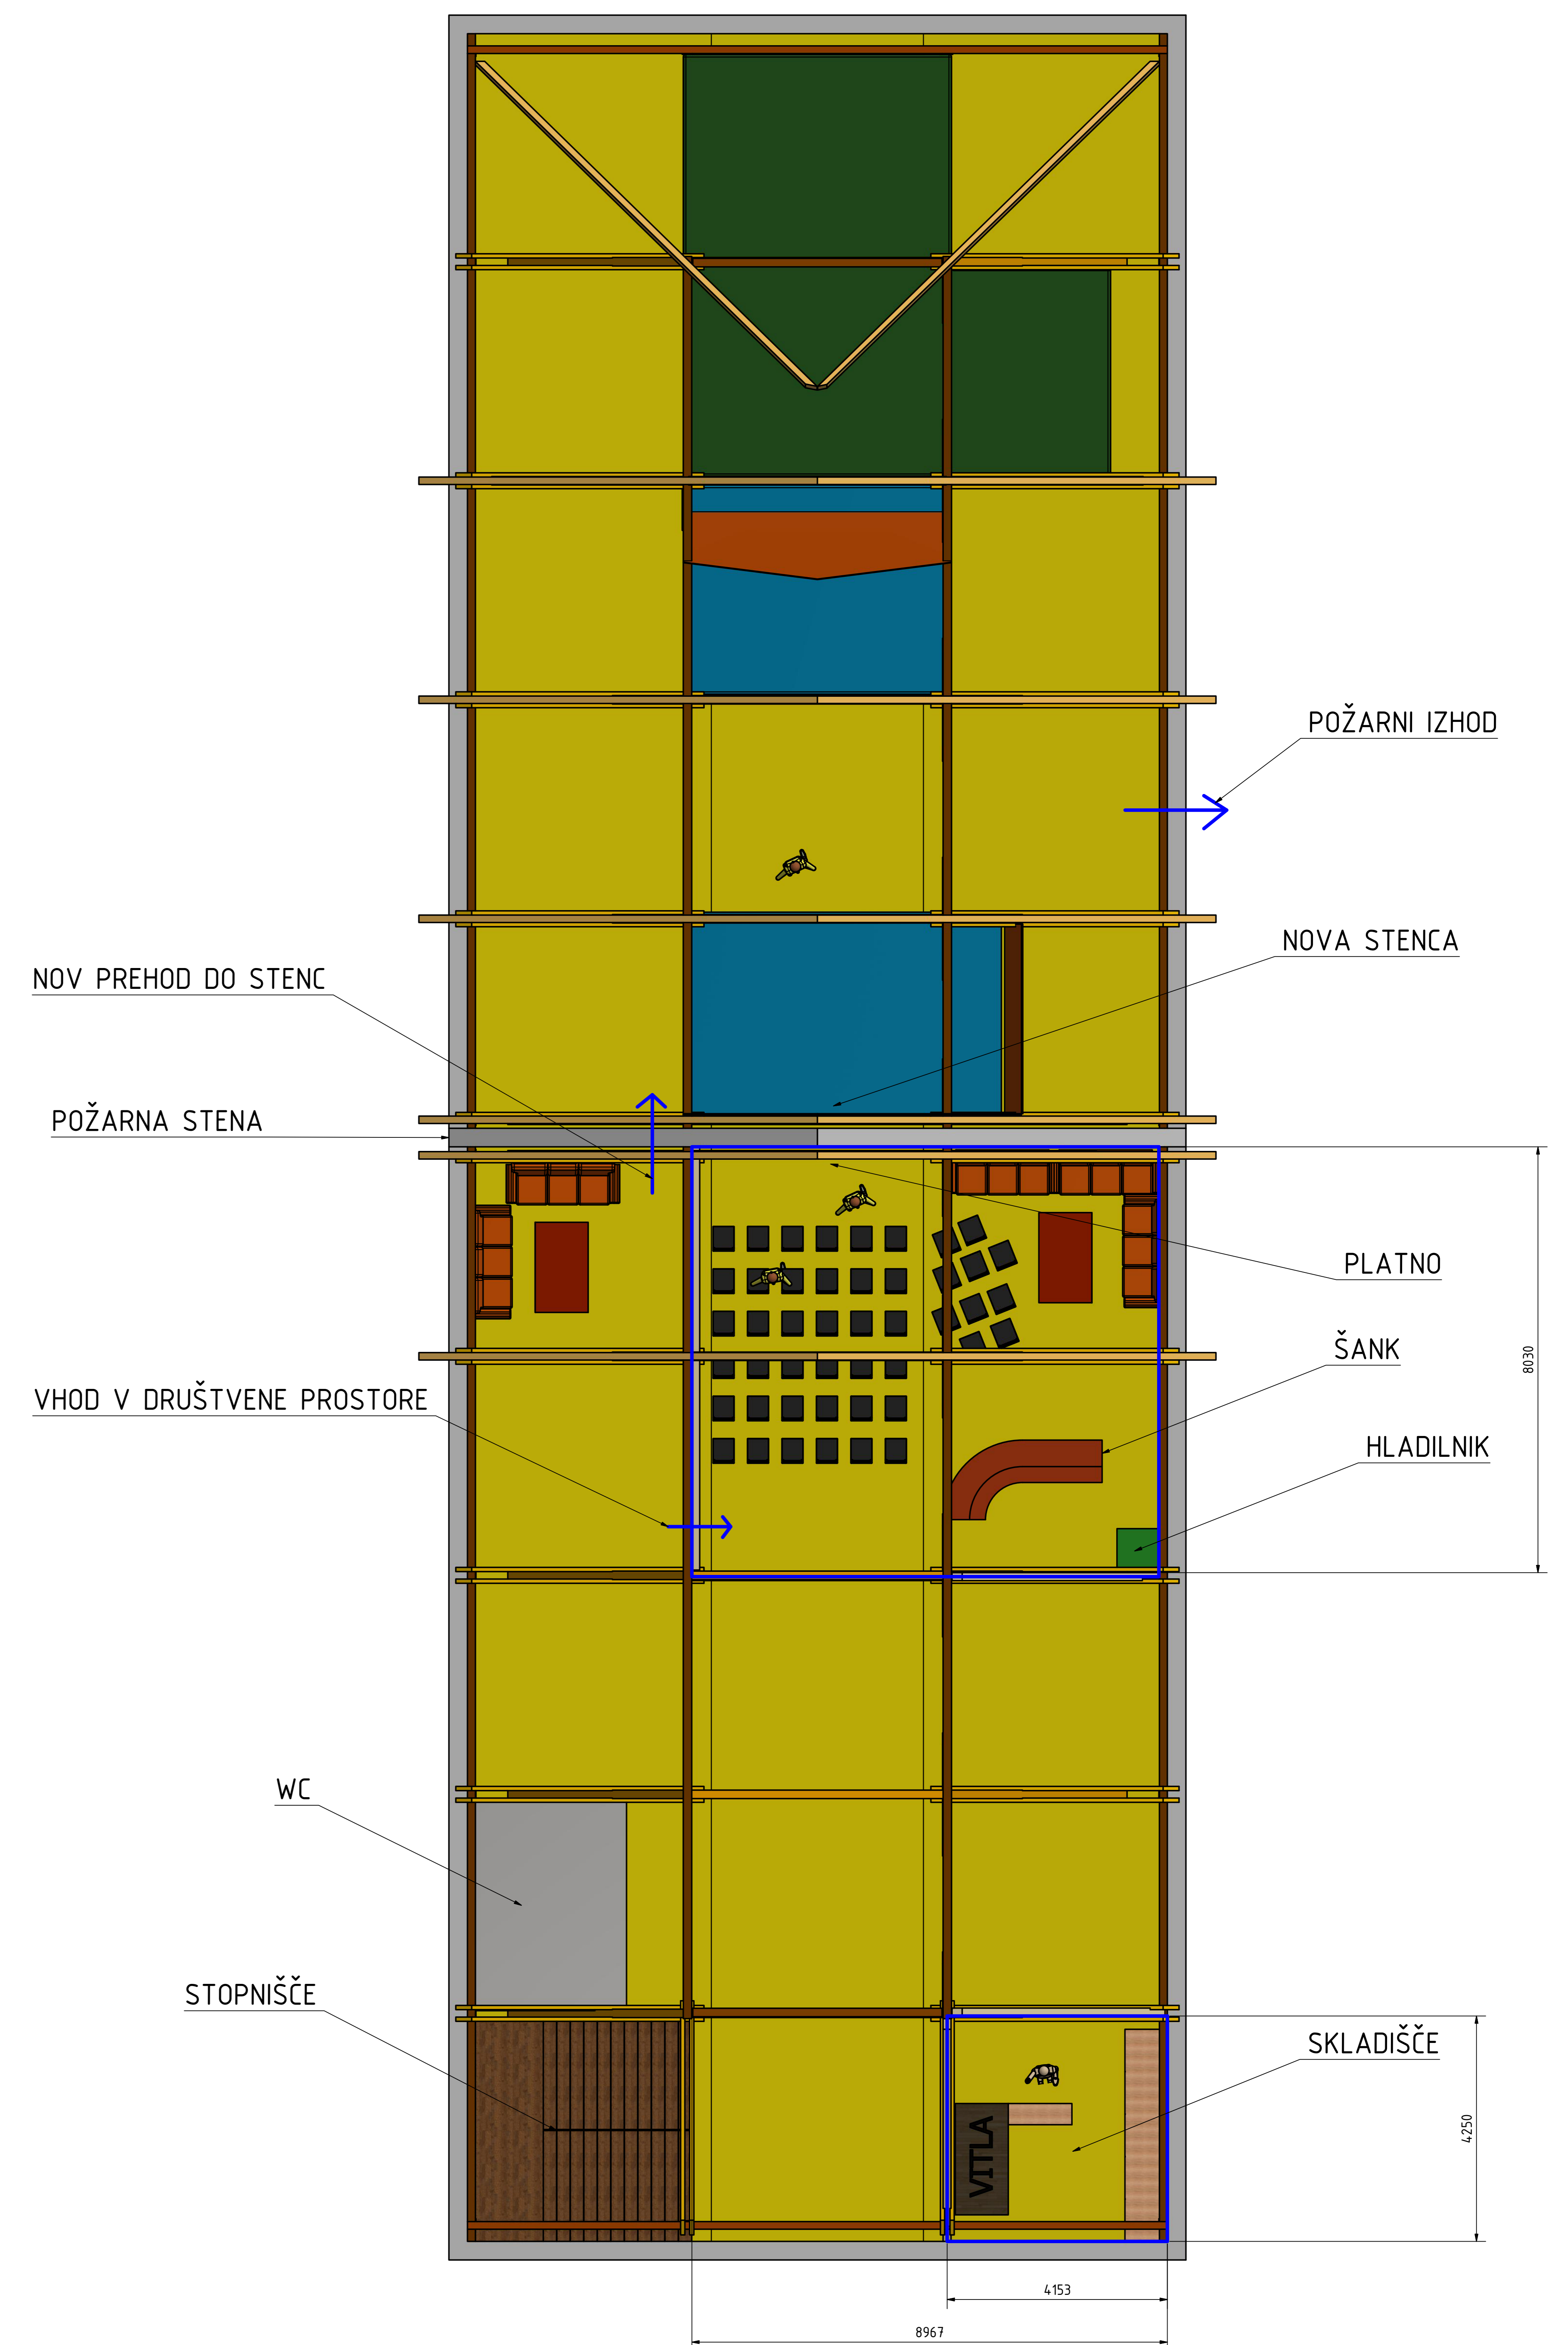 POŽARNI IZHOD
NOVA STENCA
NOV PREHOD DO STENC
POŽARNA STENA
PLATNO
8030
ŠANK
VHOD V DRUŠTVENE PROSTORE
HLADILNIK
WC
STOPNIŠČE
SKLADIŠČE
VITLA
4250
4153
8967